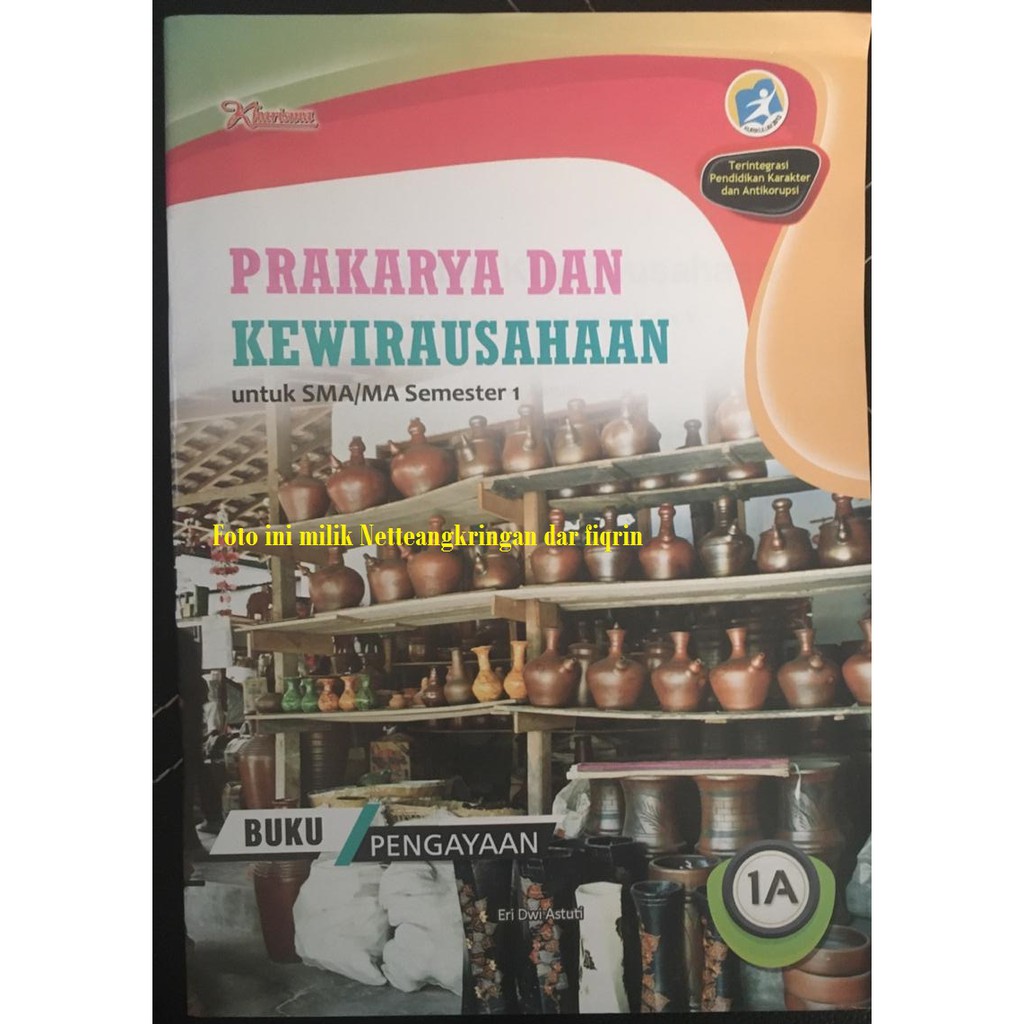 Kharisma
Terintegrasi
Pendidikan Karakter
dan Antikorupsi
PRAKARYA DAN
KEWIRAUSAHAAN
untuk SMA/MA Semester 1
Foto ini milik Netteangkringan dar fiqrin
BUKU
PENGAYAAN
1A
Eri Dwi Astuti